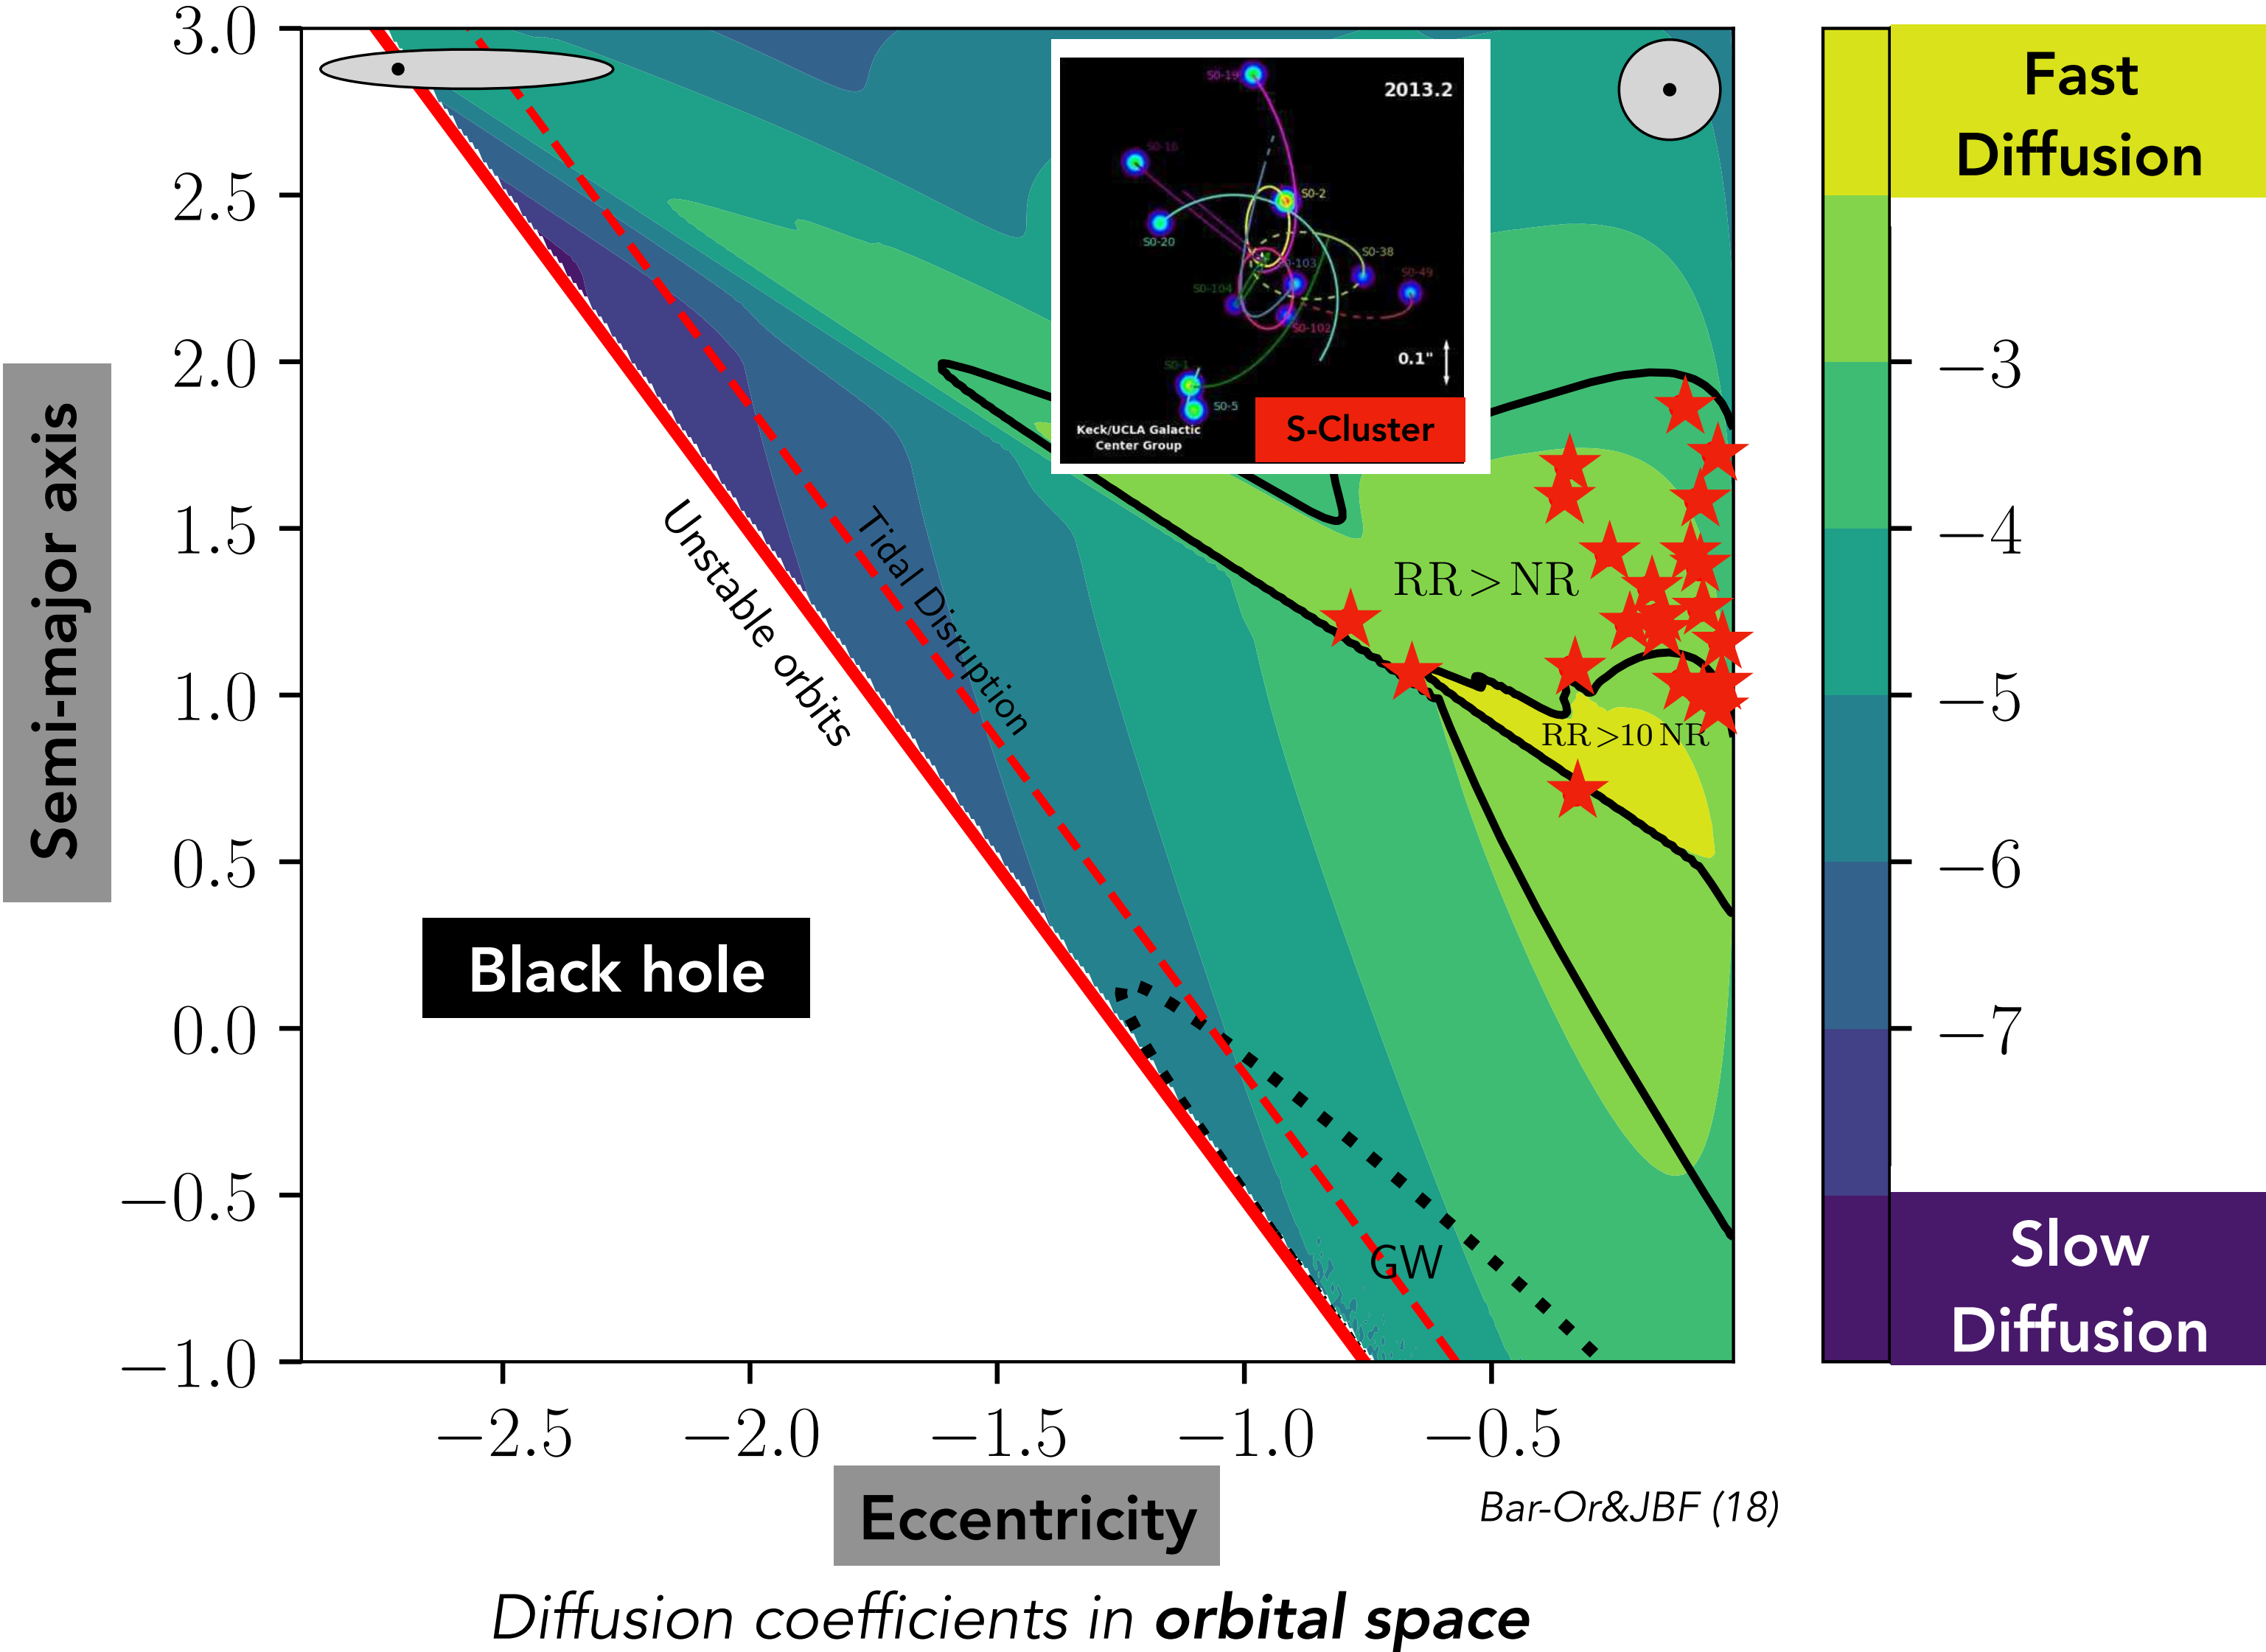 3.0
2.5
2.0
1.5
1.0
0.5
0.0
−0.5
−1.0
Semi-major axis
S0-19
2013.2
S0-16
S0-2
S0-20
S0-38
S0-103
S0-49
S0-104
S0-102
S0-1
0.1"
S0-5
Keck/UCLA Galactic
Center Group
S-Cluster
Unstable orbits
Tidal Disruption
RR > NR
RR >10 NR
Black hole
GW
Fast
Diffusion
−3
−4
−5
−6
−7
Slow
Diffusion
−2.5
−2.0
−1.5
−1.0
−0.5
Eccentricity
Bar-Or&JBF (18)
Diffusion coefficients in orbital space